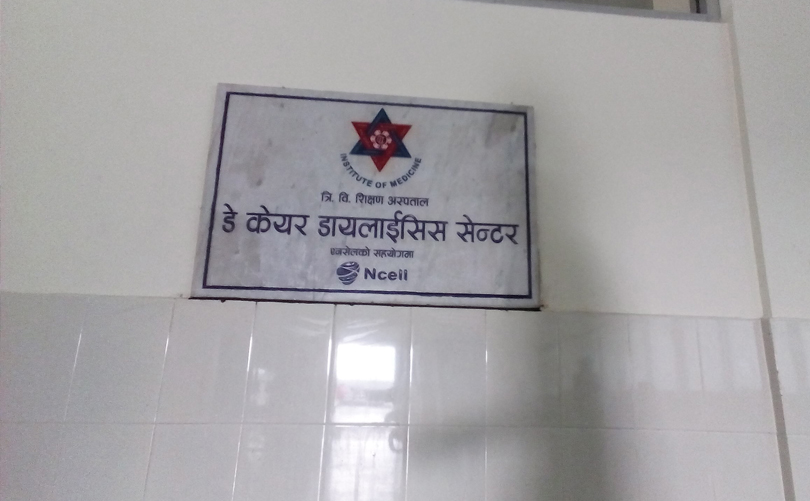 INSTITUTE OF MEDICINE
त्रि. वि. शिक्षण अस्पताल
डे केयर डायलाईसिस सेन्टर
एनसेलको सहयोगमा
Ncell